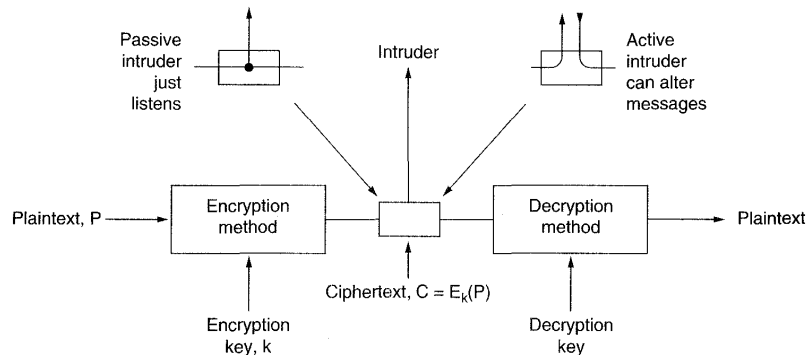 Passive
intruder
just
listens
Intruder
Active
intruder
can alter
messages
Plaintext, P
Encryption
method
Decryption
method
Plaintext
Ciphertext, C = Ek(P)
Encryption
key, k
Decryption
key